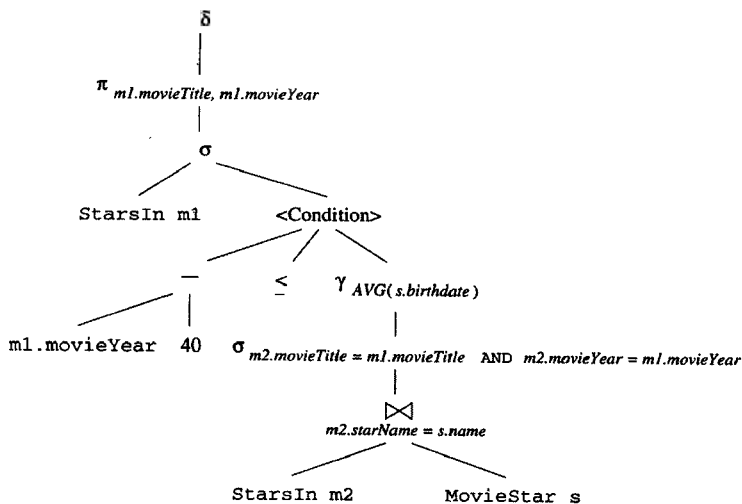 δ
π m1.movieTitle, m1.movieYear
σ
StarsIn m1 <Condition>
— ≤ γ AVG(s.birthdate)
m1.movieYear 40 σ m2.movieTitle = m1.movieTitle AND m2.movieYear = m1.movieYear
⋈
m2.starName = s.name
StarsIn m2 MovieStar s